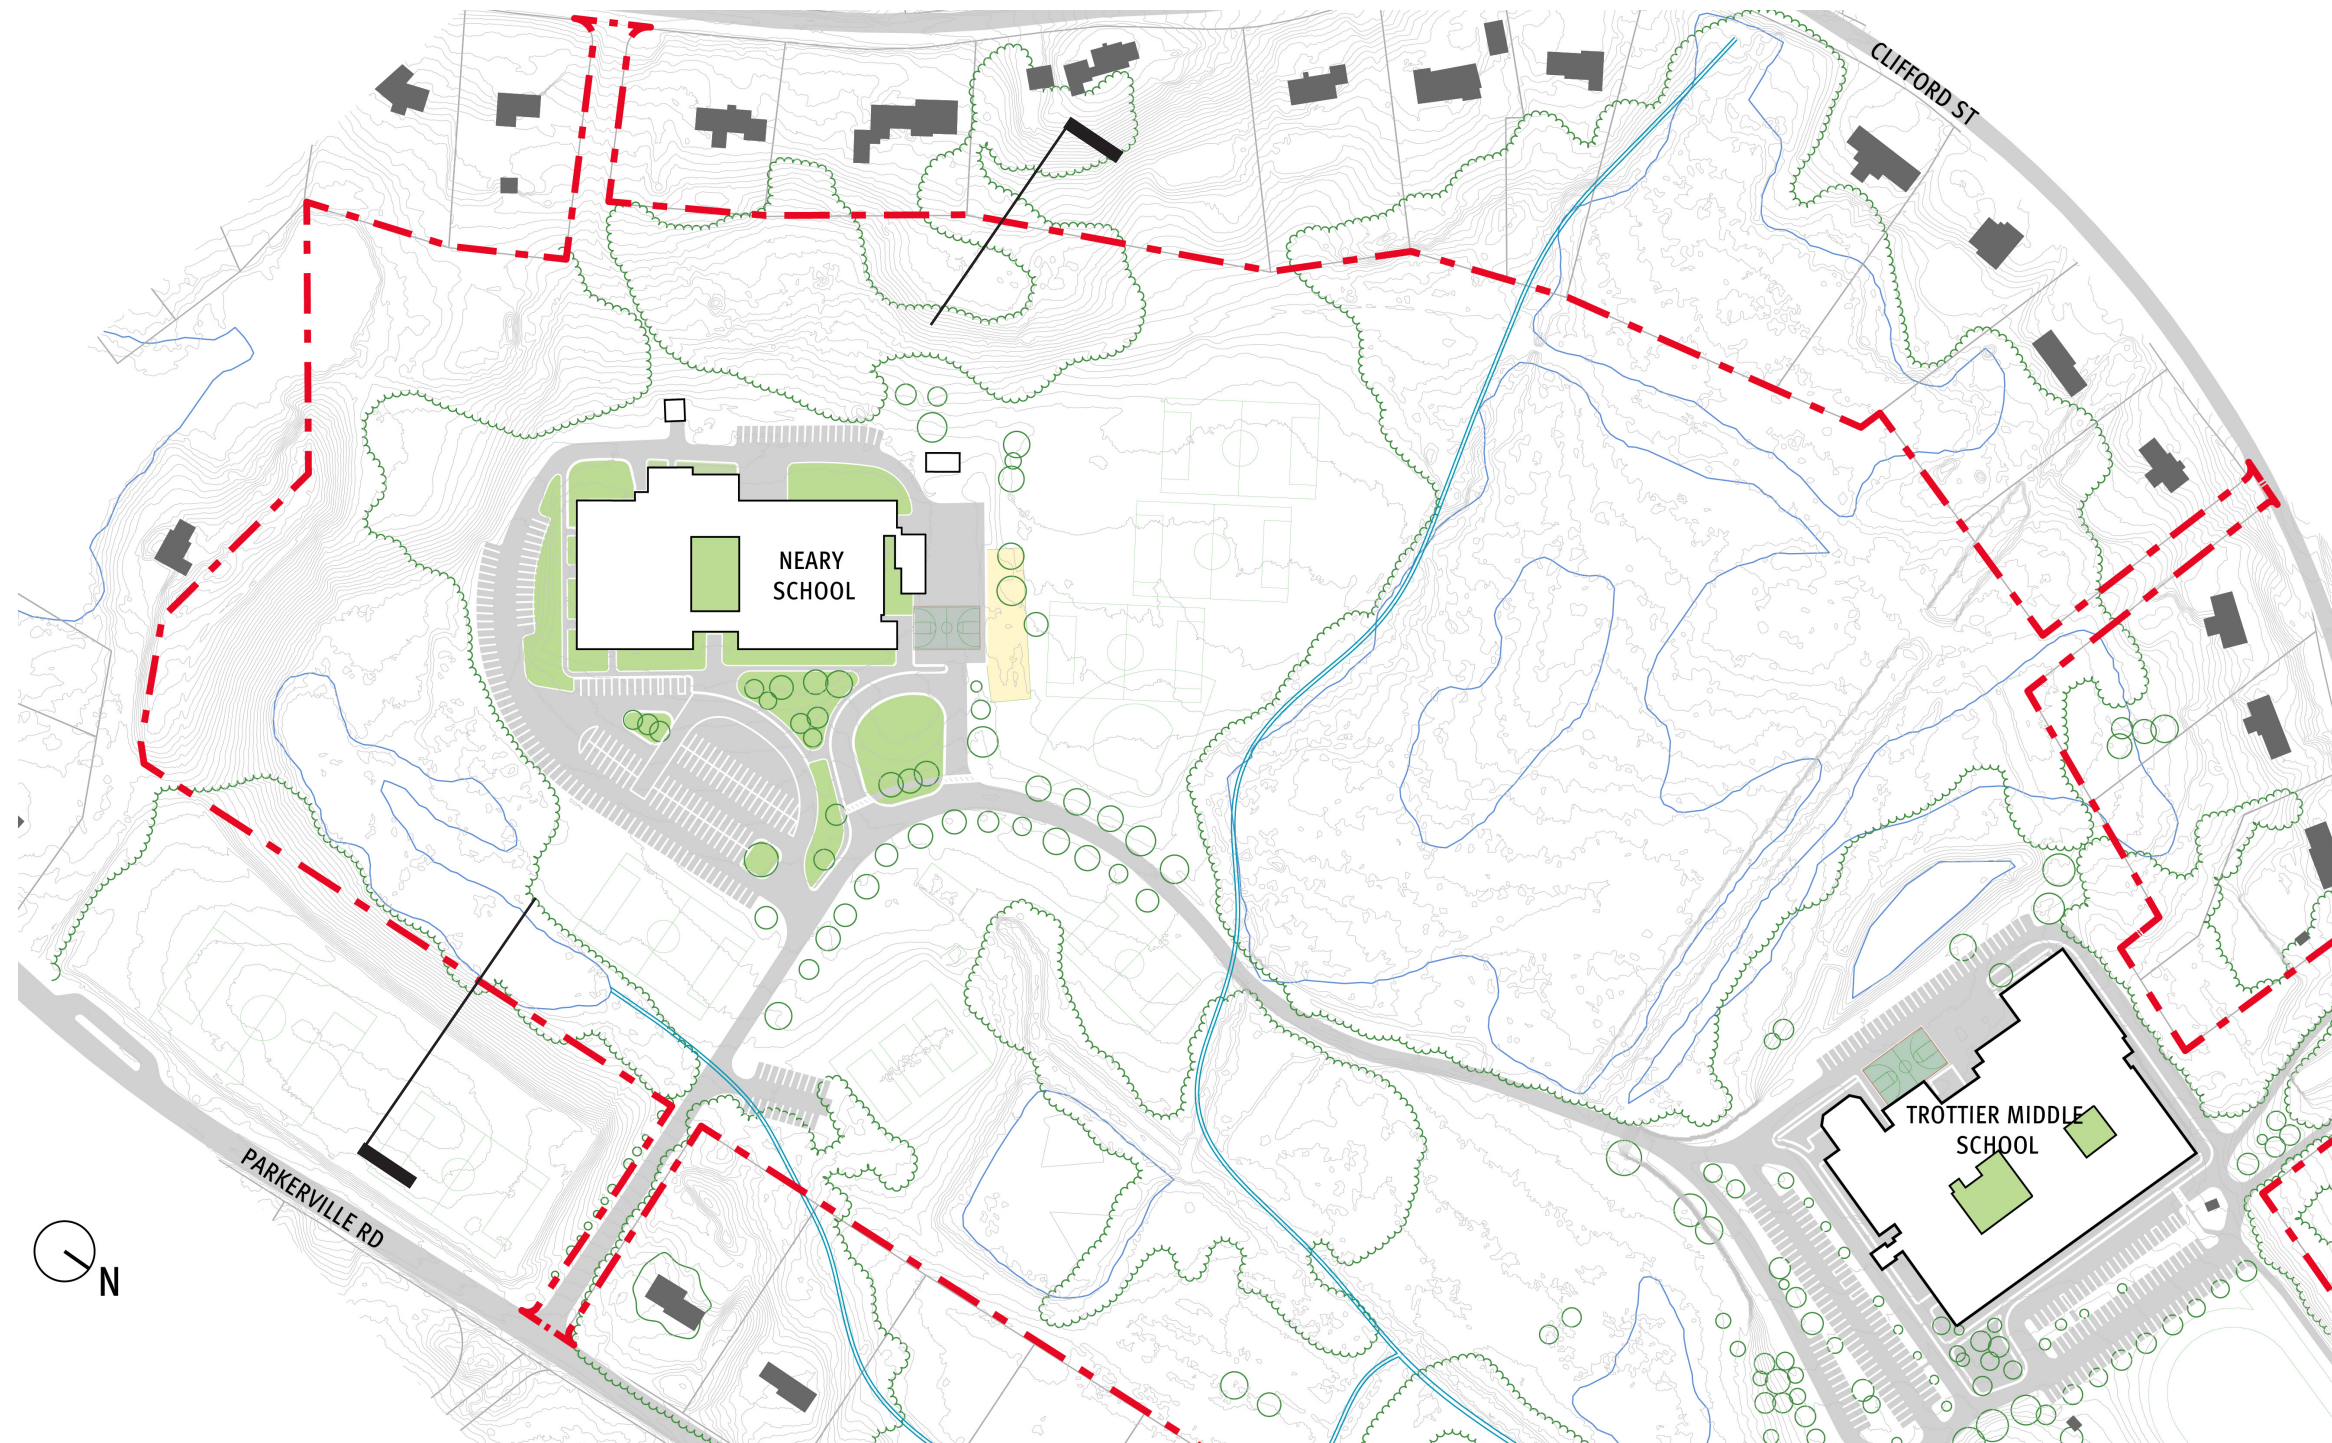 CLIFFORD ST
NEARY
SCHOOL
TROTTIER MIDDLE
SCHOOL
PARKERVILLE RD
N